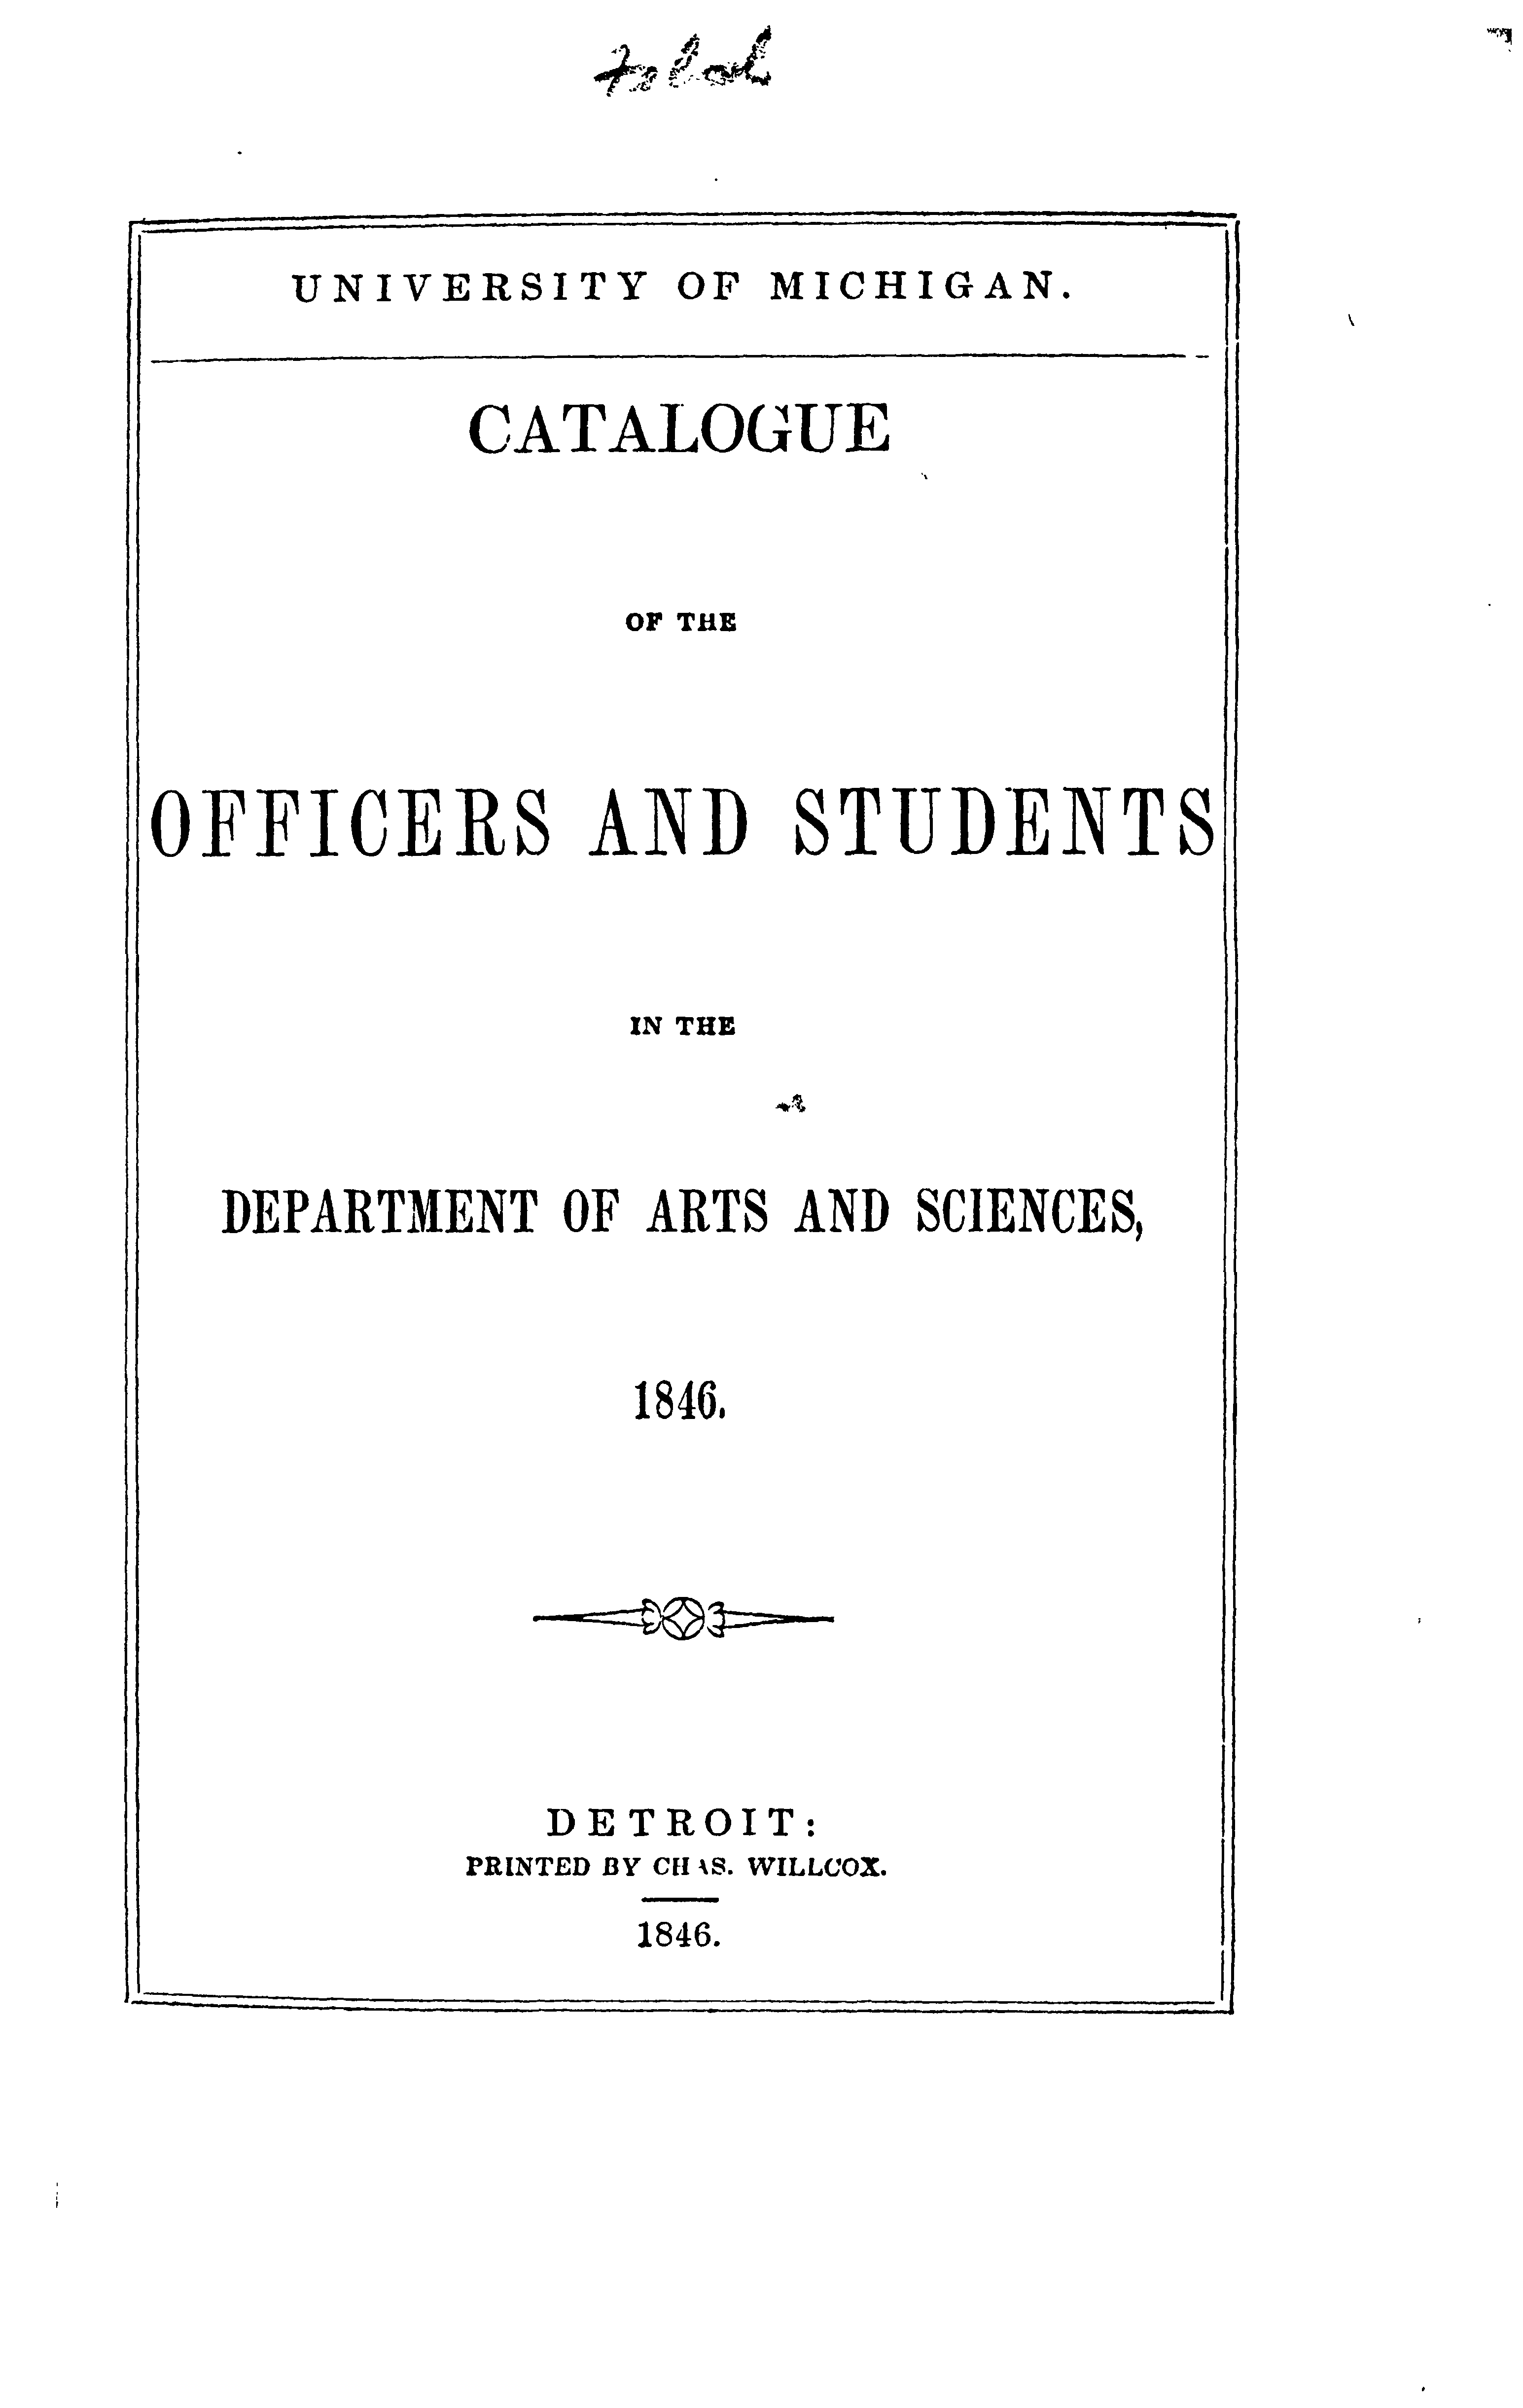 UNIVERSITY OF MICHIGAN.
CATALOGUE
OF THE
OFFICERS AND STUDENTS
IN THE
DEPARTMENT OF ARTS AND SCIENCES,
1846.
DETROIT:
PRINTED BY CHAS. WILLCOX.
1846.